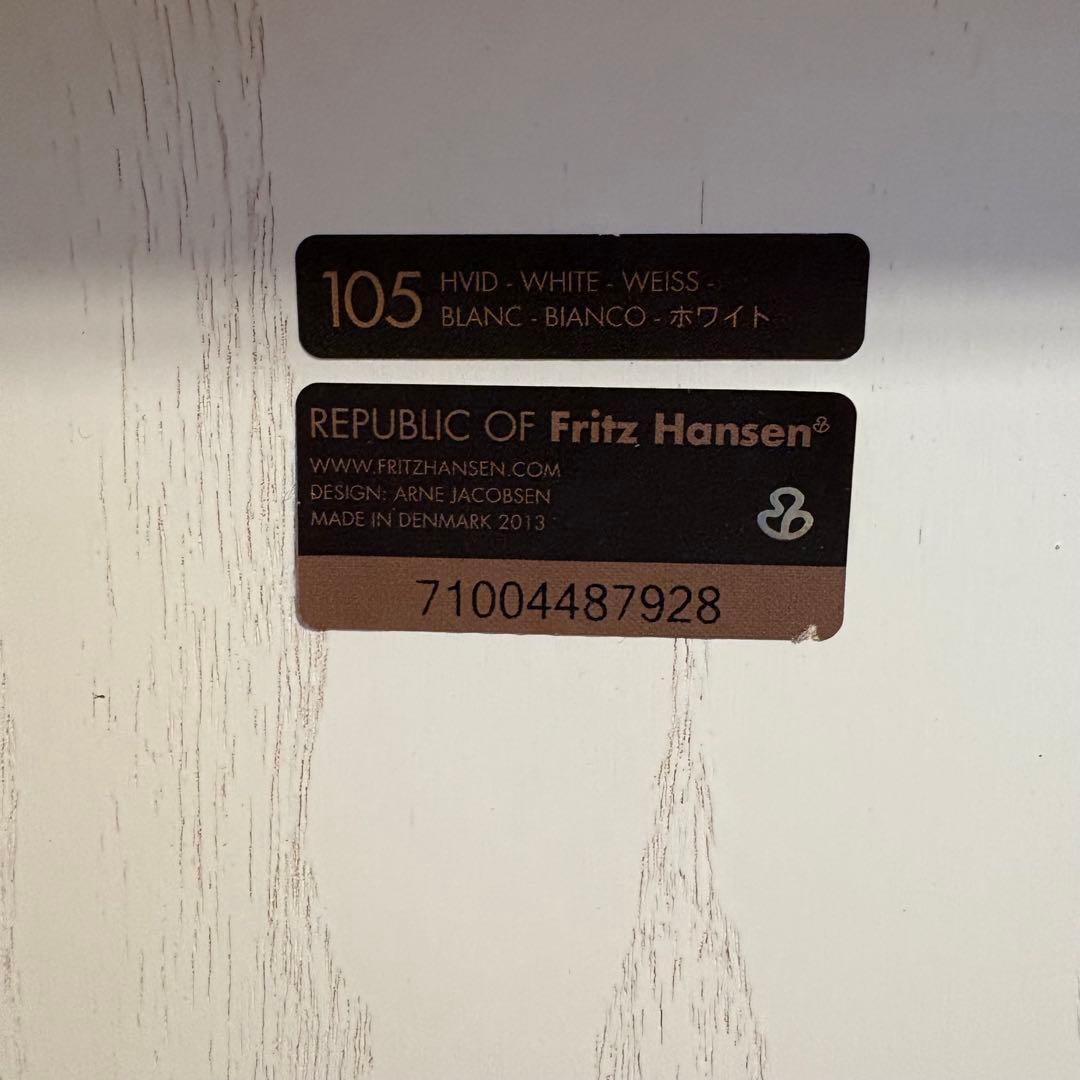 105
HVID - WHITE - WEISS -
BLANC - BIANCO - ホワイト
REPUBLIC OF Fritz Hansen
WWW.FRITZHANSEN.COM
DESIGN: ARNE JACOBSEN
MADE IN DENMARK 2013
71004487928